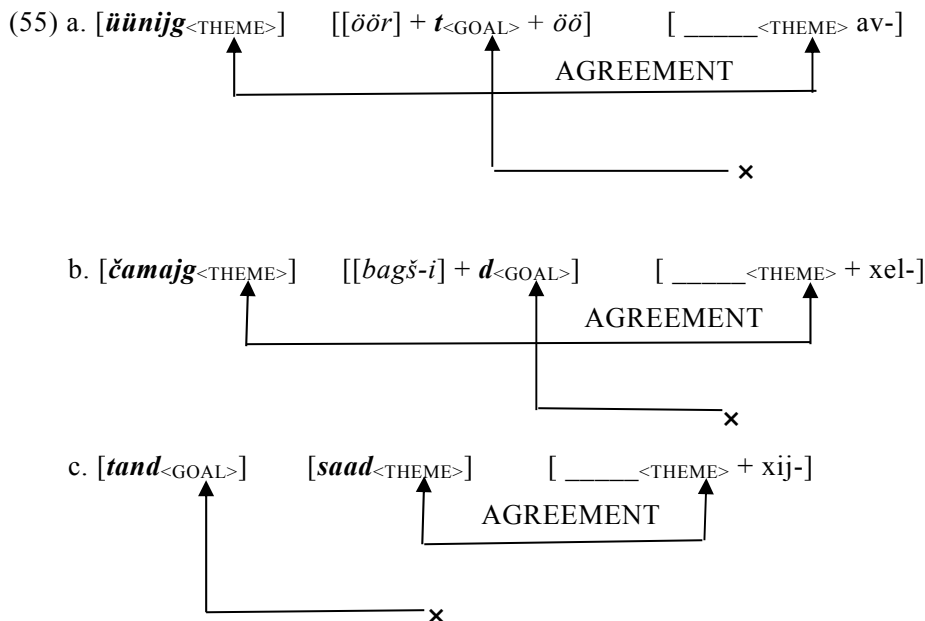 (55) a. [üünijg<THEME>] [[öör] + t<GOAL> + öö] [ _____<THEME> av-]
AGREEMENT
×
b. [čamajg<THEME>] [[bagš-i] + d<GOAL>] [ _____<THEME> + xel-]
AGREEMENT
×
c. [tand<GOAL>] [saad<THEME>] [ _____<THEME> + xij-]
AGREEMENT
×